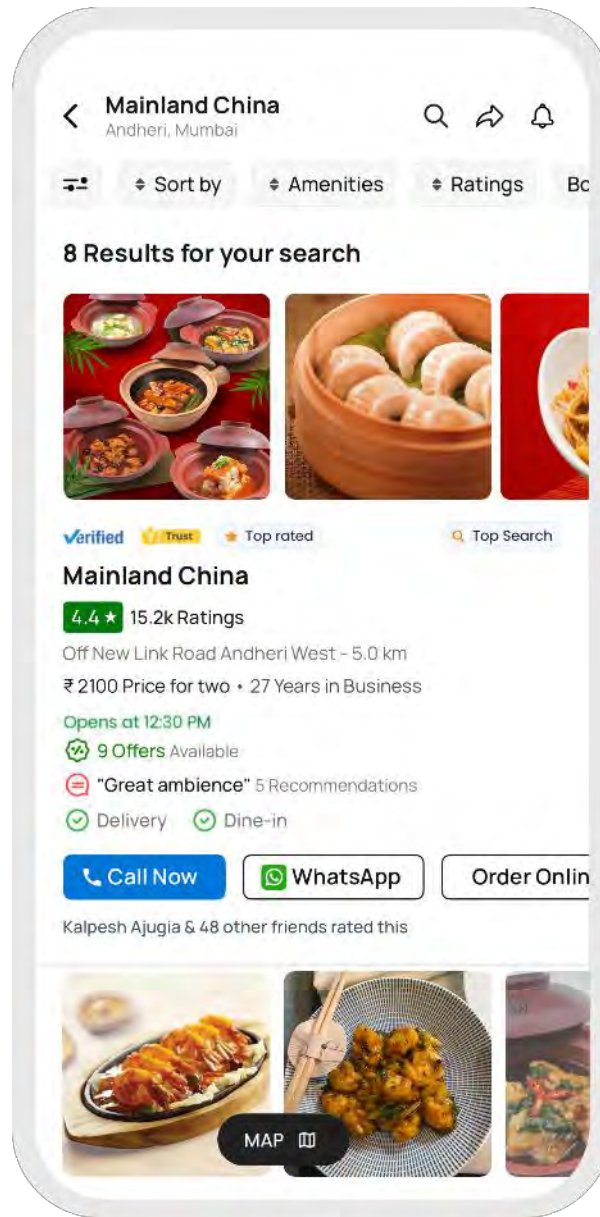 Mainland China
Andheri, Mumbai
Sort by Amenities Ratings Bo
8 Results for your search
Verified Trust Top rated Top Search
Mainland China
4.4 ★ 15.2k Ratings
Off New Link Road Andheri West - 5.0 km
₹ 2100 Price for two • 27 Years in Business
Opens at 12:30 PM
9 Offers Available
"Great ambience" 5 Recommendations
Delivery Dine-in
Call Now WhatsApp Order Onlin
Kalpesh Ajugia & 48 other friends rated this
MAP